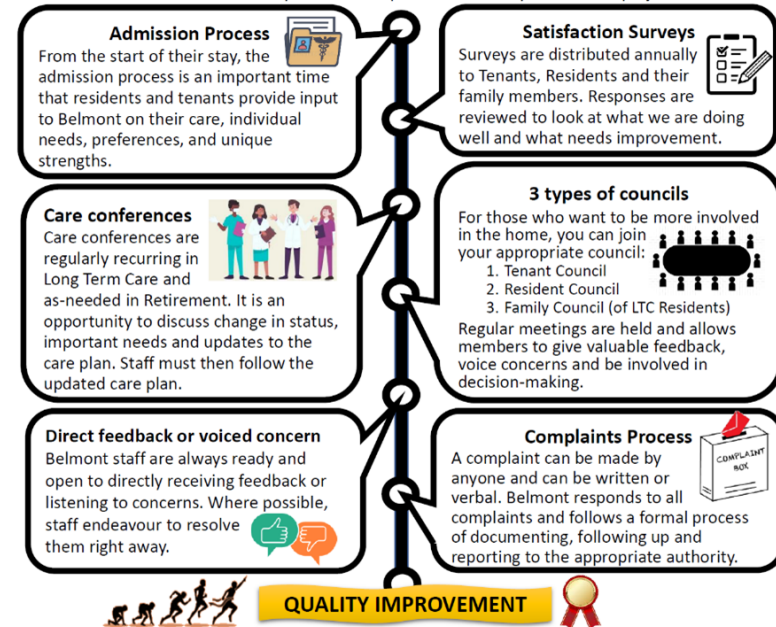 Admission Process
From the start of their stay, the
admission process is an important time
that residents and tenants provide input
to Belmont on their care, individual
needs, preferences, and unique
strengths.
Satisfaction Surveys
Surveys are distributed annually
to Tenants, Residents and their
family members. Responses are
reviewed to look at what we are doing
well and what needs improvement.
Care conferences
Care conferences are
regularly recurring in
Long Term Care and
as-needed in Retirement. It is an
opportunity to discuss change in status,
important needs and updates to the
care plan. Staff must then follow the
updated care plan.
3 types of councils
For those who want to be more involved
in the home, you can join
your appropriate council:
1. Tenant Council
2. Resident Council
3. Family Council (of LTC Residents)
Regular meetings are held and allows
members to give valuable feedback,
voice concerns and be involved in
decision-making.
Direct feedback or voiced concern
Belmont staff are always ready and
open to directly receiving feedback or
listening to concerns. Where possible,
staff endeavour to resolve
them right away.
Complaints Process
A complaint can be made by
anyone and can be written or
verbal. Belmont responds to all
complaints and follows a formal process
of documenting, following up and
reporting to the appropriate authority.
COMPLAINT
BOX
QUALITY IMPROVEMENT